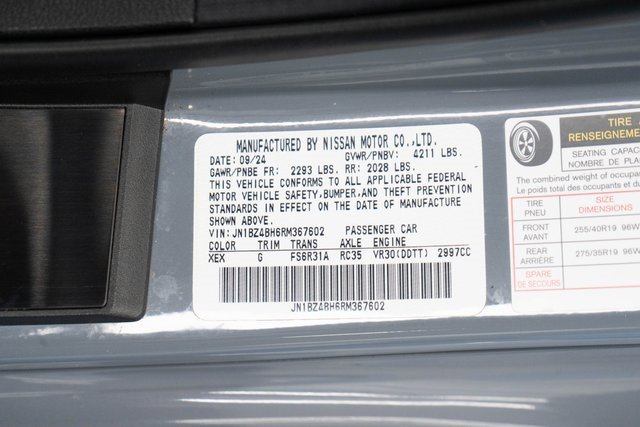 MANUFACTURED BY NISSAN MOTOR CO.,LTD.
DATE: 09/24 GVWR/PNBV: 4211 LBS.
GAWR/PNBE FR: 2293 LBS. RR: 2028 LBS.
THIS VEHICLE CONFORMS TO ALL APPLICABLE FEDERAL
MOTOR VEHICLE SAFETY,BUMPER,AND THEFT PREVENTION
STANDARDS IN EFFECT ON THE DATE OF MANUFACTURE
SHOWN ABOVE.
VIN: JN1BZ4BH6RM367602 PASSENGER CAR
COLOR TRIM TRANS AXLE ENGINE
XEX G FS6R31A RC35 VR30(DDTT) 2997CC
JN1BZ4BH6RM367602
TIRE
RENSEIGNEME
SEATING CAPAC
NOMBRE DE PLAC
The combined weight of occupa
Le poids total des occupants et d
TIRE SIZE
PNEU DIMENSIONS
FRONT 255/40R19 96W
AVANT
REAR 275/35R19 96W
ARRIÈRE
SPARE
DE SECOURS